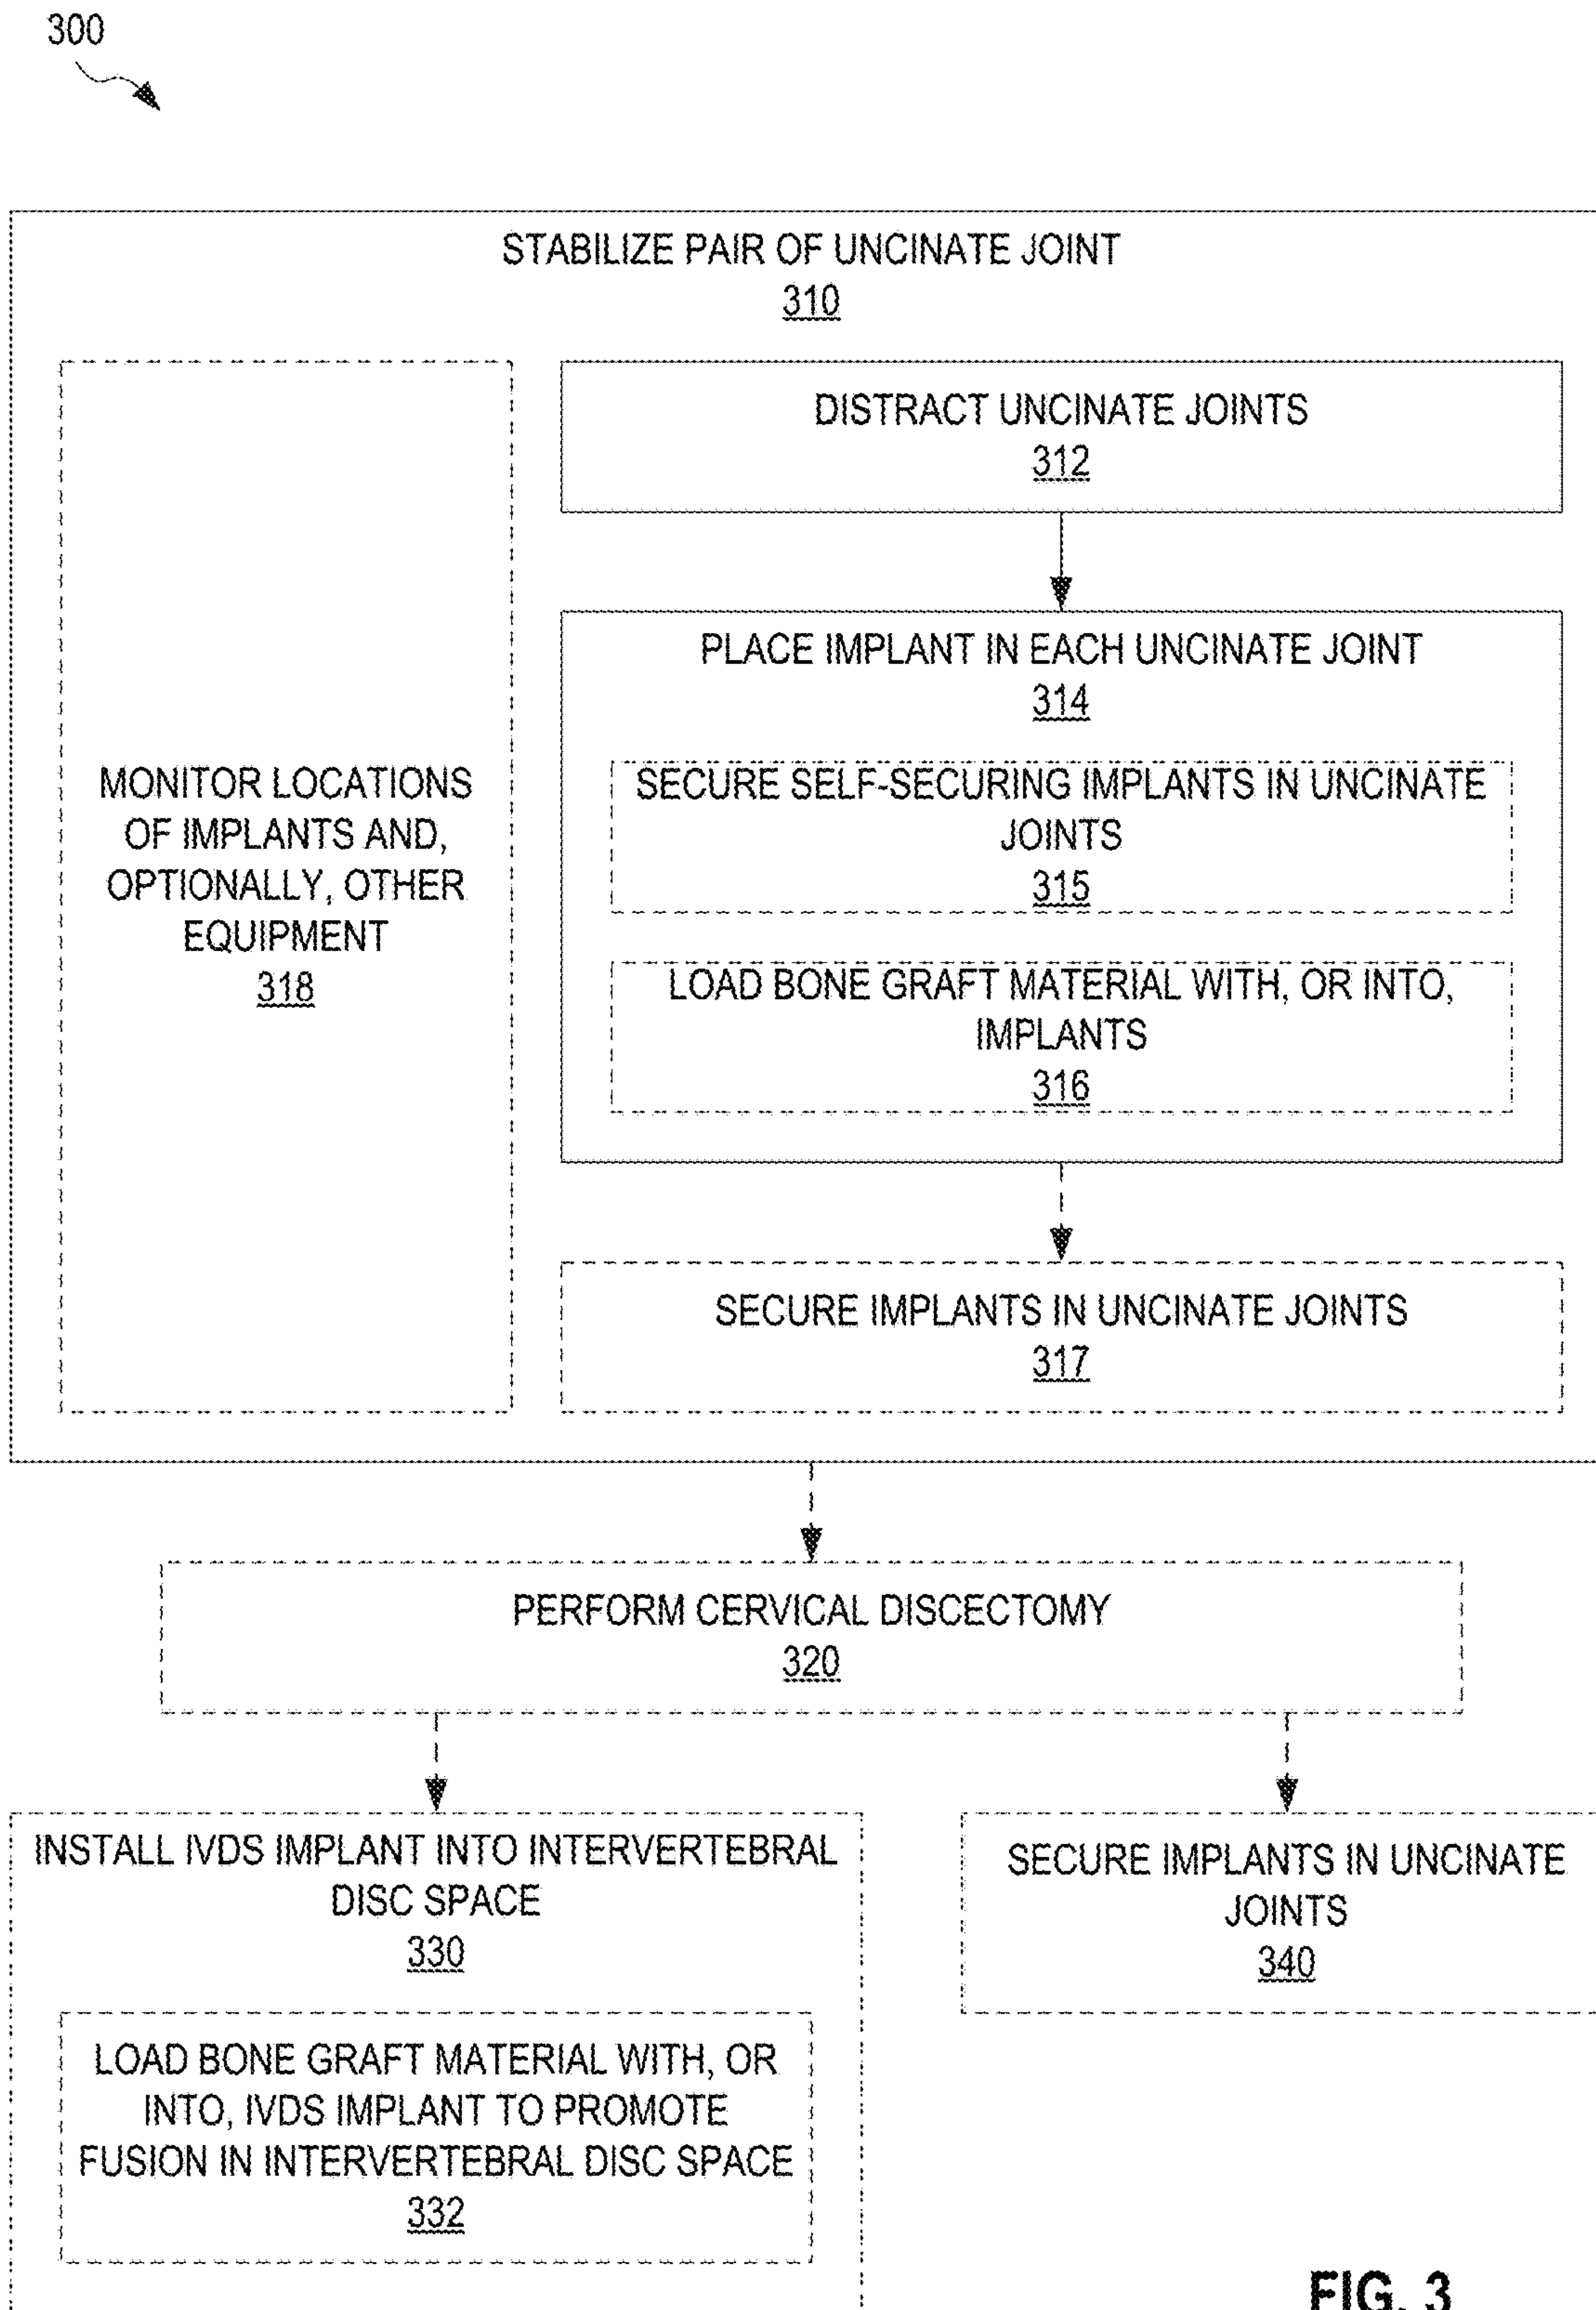 300
STABILIZE PAIR OF UNCINATE JOINT
310
DISTRACT UNCINATE JOINTS
312
PLACE IMPLANT IN EACH UNCINATE JOINT
314
SECURE SELF-SECURING IMPLANTS IN UNCINATE
JOINTS
315
LOAD BONE GRAFT MATERIAL WITH, OR INTO,
IMPLANTS
316
MONITOR LOCATIONS
OF IMPLANTS AND,
OPTIONALLY, OTHER
EQUIPMENT
318
SECURE IMPLANTS IN UNCINATE JOINTS
317
PERFORM CERVICAL DISCECTOMY
320
INSTALL IVDS IMPLANT INTO INTERVERTEBRAL
DISC SPACE
330
LOAD BONE GRAFT MATERIAL WITH, OR
INTO, IVDS IMPLANT TO PROMOTE
FUSION IN INTERVERTEBRAL DISC SPACE
332
SECURE IMPLANTS IN UNCINATE
JOINTS
340
FIG. 3